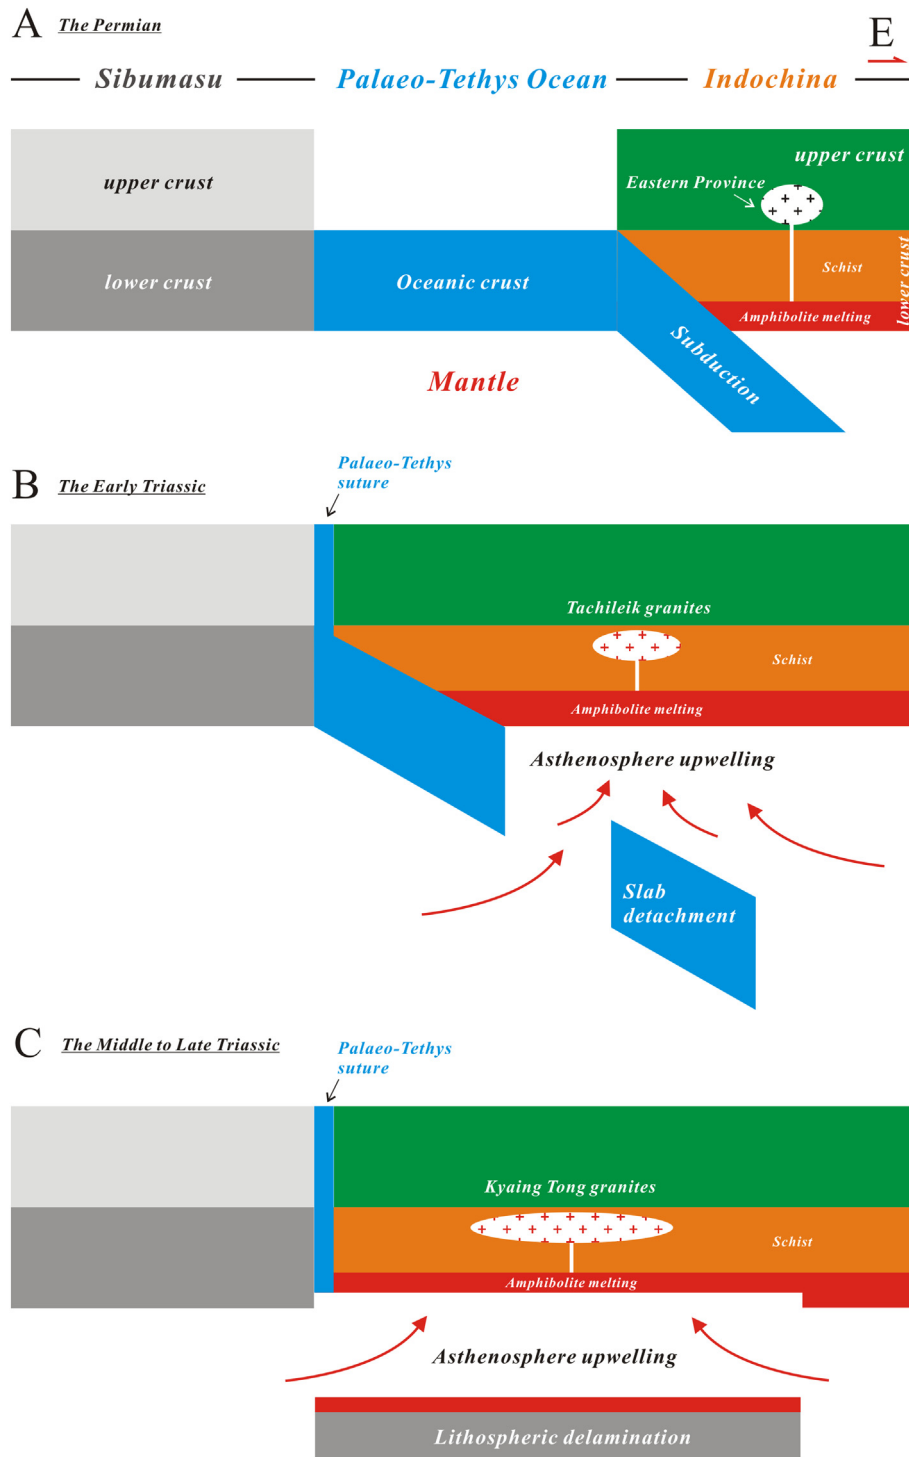 A The Permian
E
Sibumasu Palaeo-Tethys Ocean Indochina
upper crust
upper crust
Eastern Province
lower crust
Oceanic crust
Schist
lower crust
Amphibolite melting
Subduction
Mantle
B The Early Triassic
Palaeo-Tethys
suture
Tachileik granites
Schist
Amphibolite melting
Asthenosphere upwelling
Slab
detachment
C The Middle to Late Triassic
Palaeo-Tethys
suture
Kyaing Tong granites
Schist
Amphibolite melting
Asthenosphere upwelling
Lithospheric delamination